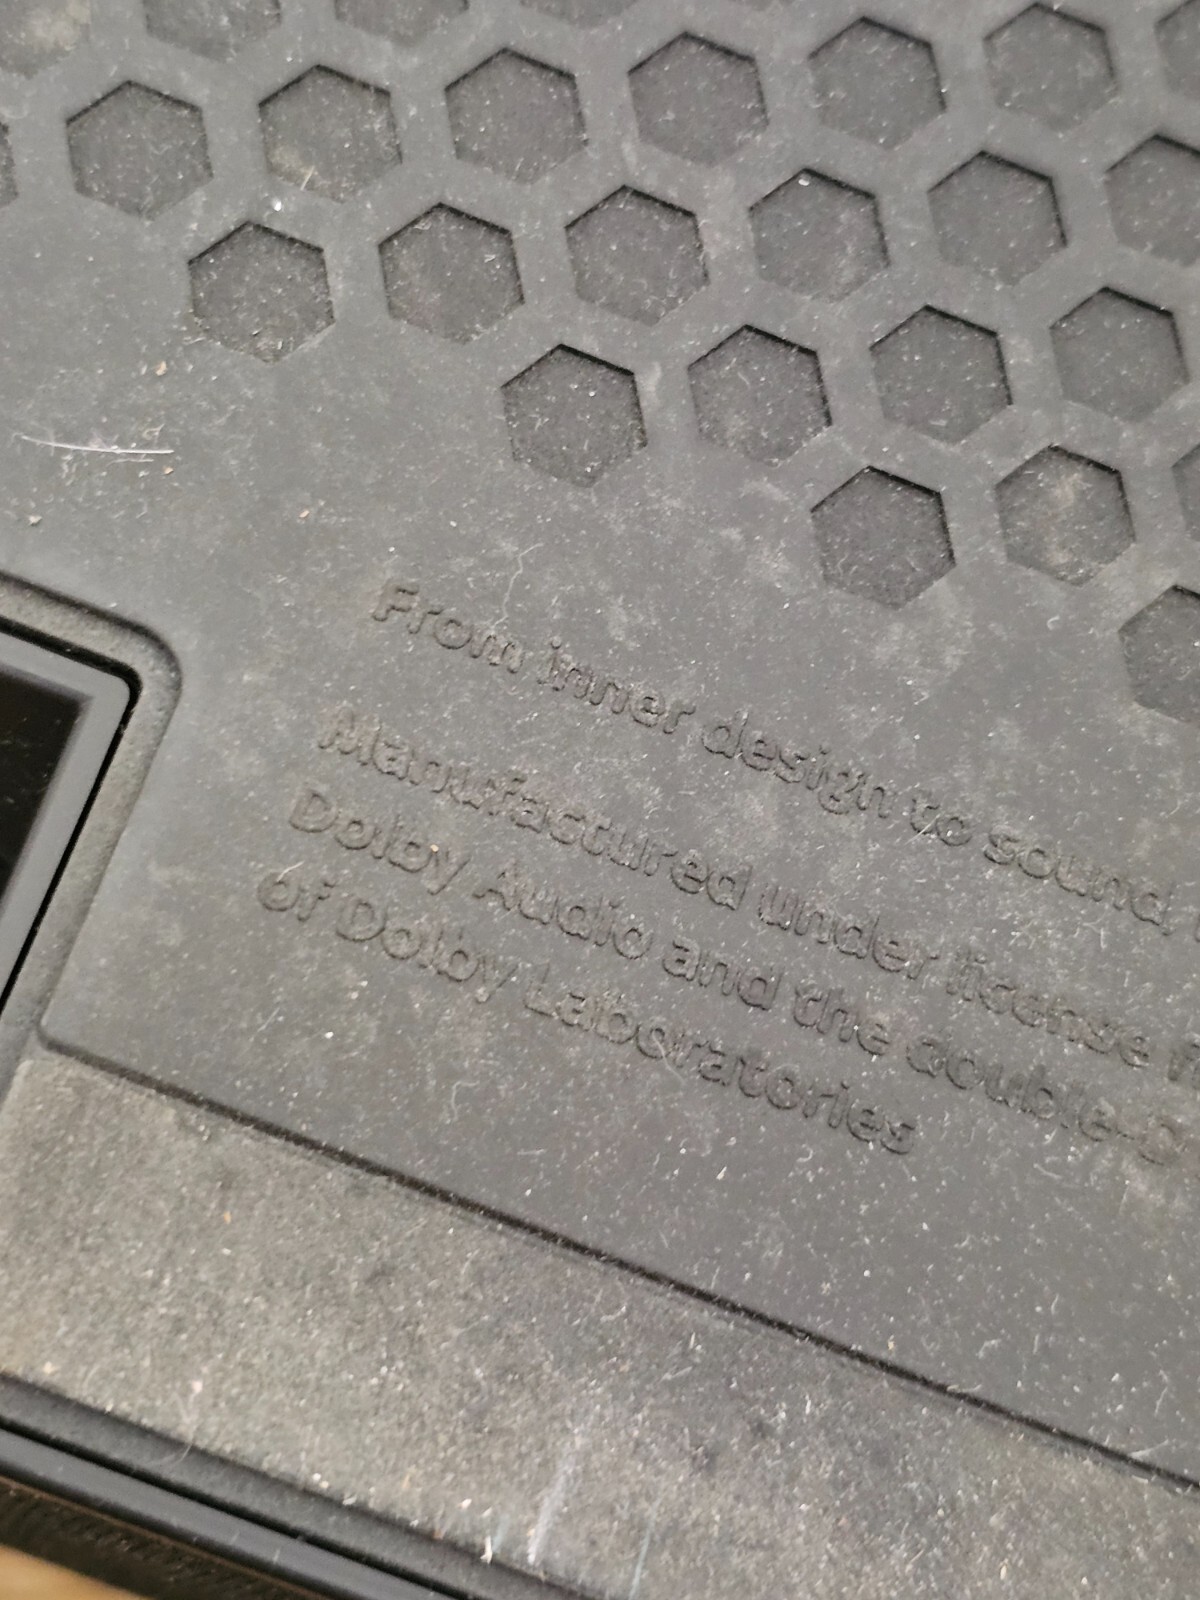 From inner design to sound,
Manufactured under license
Dolby Audio and the double-D
of Dolby Laboratories